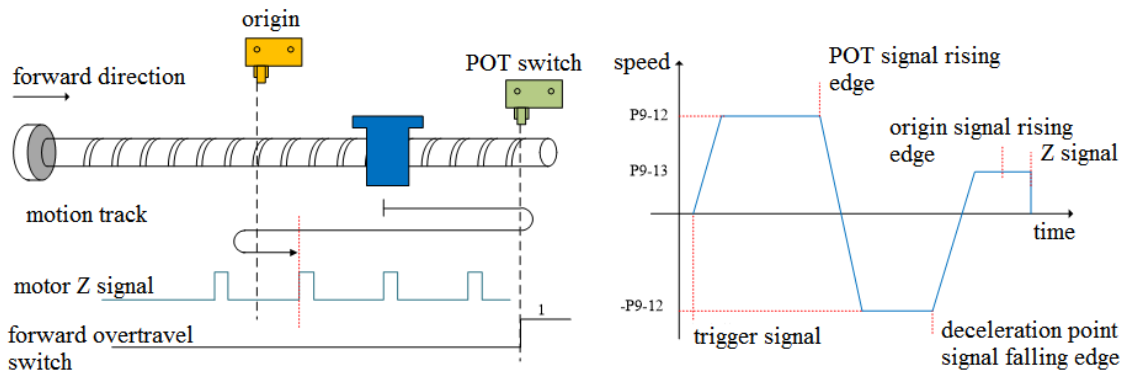 origin
forward direction
POT switch
motion track
motor Z signal
forward overtravel
switch
1
speed
POT signal rising
edge
P9-12
origin signal rising
edge
Z signal
P9-13
time
-P9-12
trigger signal
deceleration point
signal falling edge